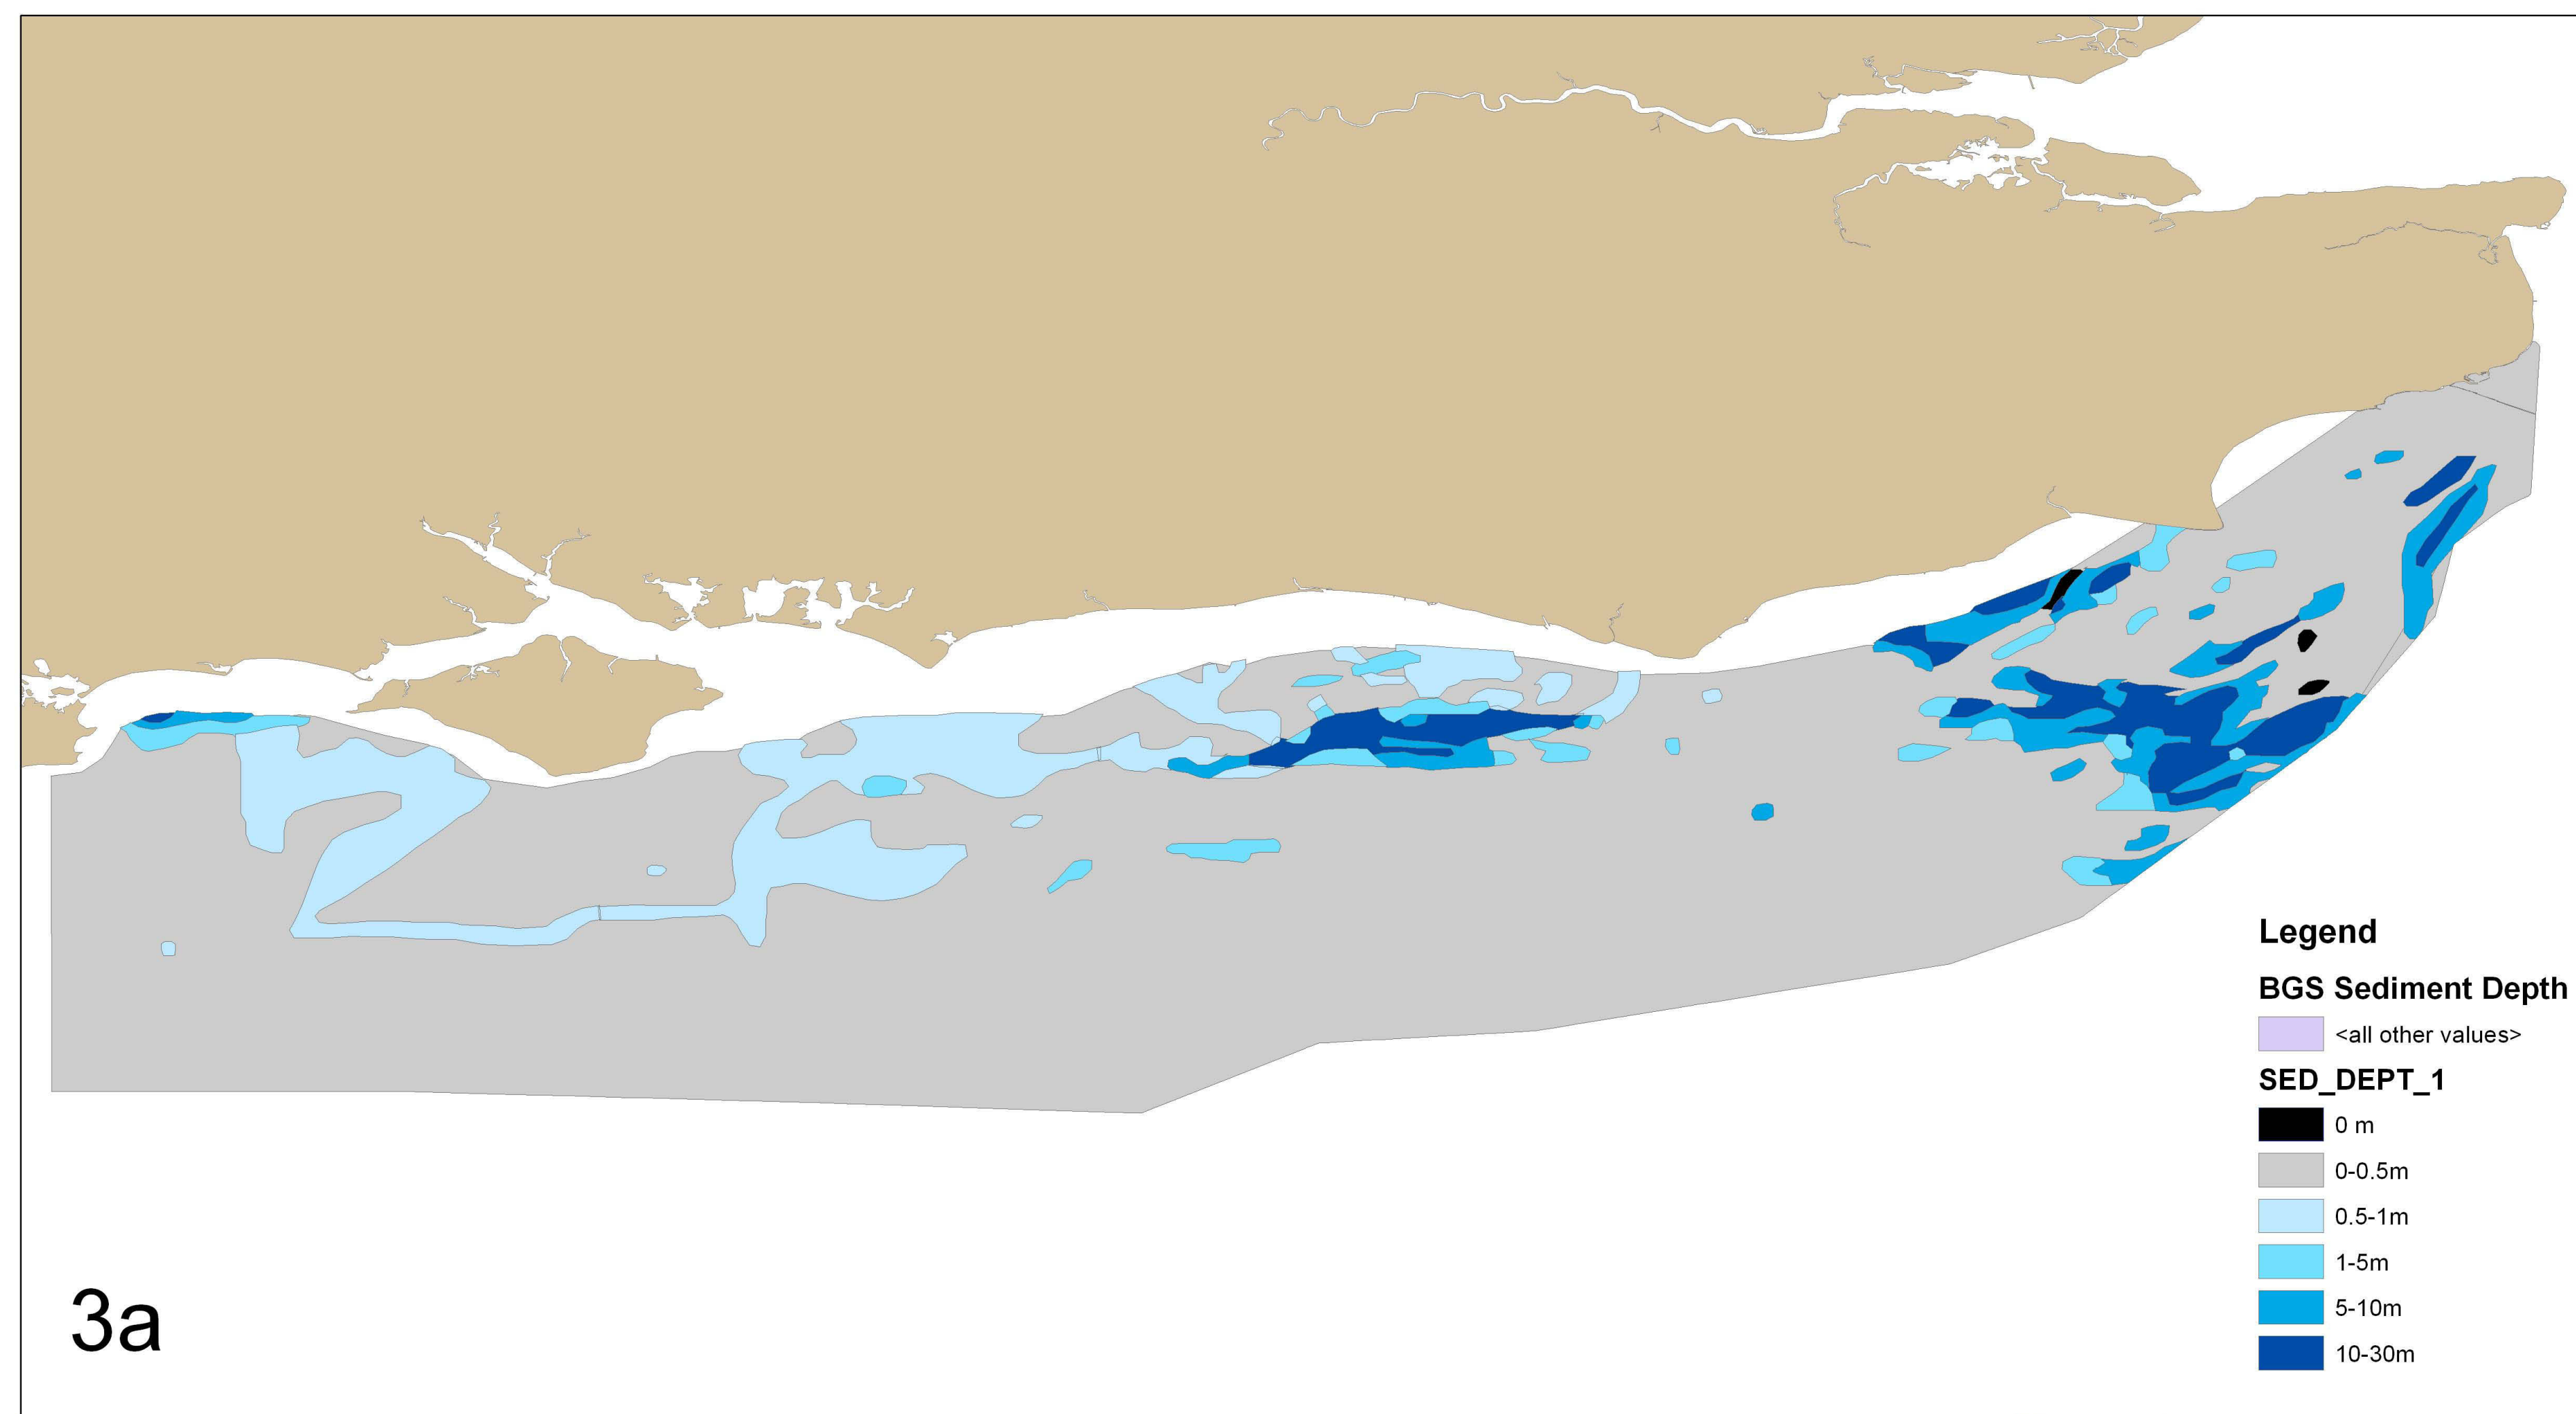 Legend
BGS Sediment Depth
<all other values>
SED_DEPT_1
0 m
0-0.5m
0.5-1m
1-5m
5-10m
10-30m
3a